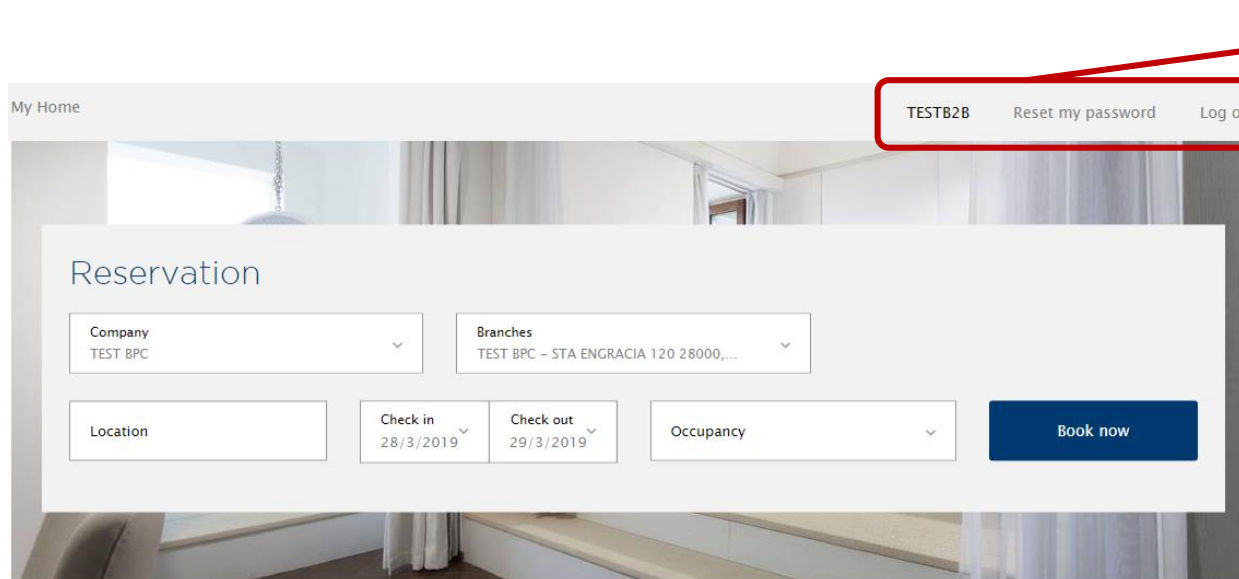 My Home
TESTB2B Reset my password Log o
Reservation
Company
TEST BPC
Branches
TEST BPC – STA ENGRACIA 120 28000,...
Location
Check in
28/3/2019
Check out
29/3/2019
Occupancy
Book now